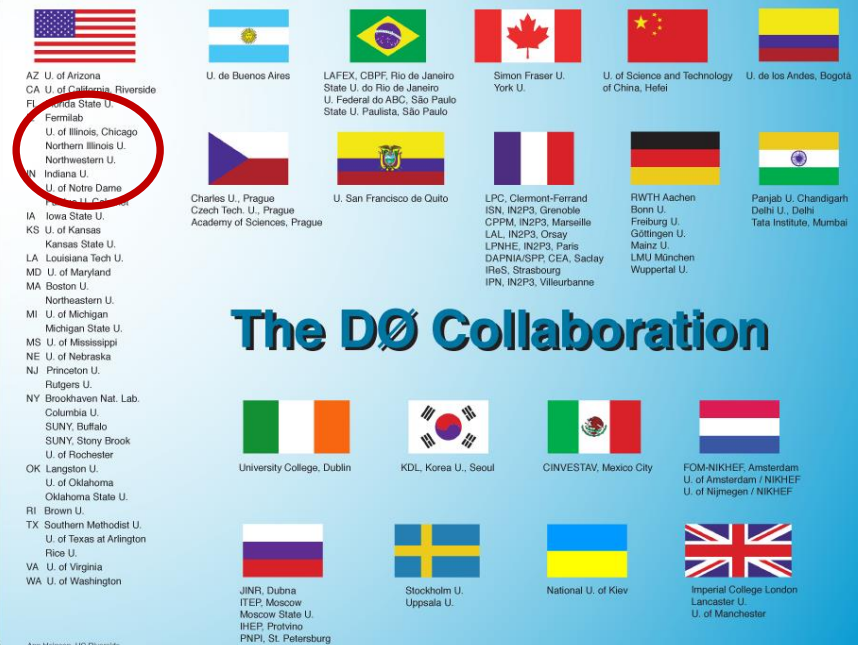 AZ U. of Arizona
CA U. of California, Riverside
FL Florida State U.
Fermilab
U. of Illinois, Chicago
Northern Illinois U.
Northwestern U.
IN Indiana U.
U. of Notre Dame
IA Iowa State U.
KS U. of Kansas
Kansas State U.
LA Louisiana Tech U.
MD U. of Maryland
MA Boston U.
Northeastern U.
MI U. of Michigan
Michigan State U.
MS U. of Mississippi
NE U. of Nebraska
NJ Princeton U.
Rutgers U.
NY Brookhaven Nat. Lab.
Columbia U.
SUNY, Buffalo
SUNY, Stony Brook
U. of Rochester
OK Langston U.
U. of Oklahoma
Oklahoma State U.
RI Brown U.
TX Southern Methodist U.
U. of Texas at Arlington
Rice U.
VA U. of Virginia
WA U. of Washington
U. de Buenos Aires
LAFEX, CBPF, Rio de Janeiro
State U. do Rio de Janeiro
U. Federal do ABC, São Paulo
State U. Paulista, São Paulo
Simon Fraser U.
York U.
U. of Science and Technology
of China, Hefei
U. de los Andes, Bogotá
Charles U., Prague
Czech Tech. U., Prague
Academy of Sciences, Prague
U. San Francisco de Quito
LPC, Clermont-Ferrand
ISN, IN2P3, Grenoble
CPPM, IN2P3, Marseille
LAL, IN2P3, Orsay
LPNHE, IN2P3, Paris
DAPNIA/SPP, CEA, Saclay
IReS, Strasbourg
IPN, IN2P3, Villeurbanne
RWTH Aachen
Bonn U.
Freiburg U.
Göttingen U.
Mainz U.
LMU München
Wuppertal U.
Panjab U. Chandigarh
Delhi U., Delhi
Tata Institute, Mumbai
The DØ Collaboration
University College, Dublin
KDL, Korea U., Seoul
CINVESTAV, Mexico City
FOM-NIKHEF, Amsterdam
U. of Amsterdam / NIKHEF
U. of Nijmegen / NIKHEF
JINR, Dubna
ITEP, Moscow
Moscow State U.
IHEP, Protvino
PNPI, St. Petersburg
Stockholm U.
Uppsala U.
National U. of Kiev
Imperial College London
Lancaster U.
U. of Manchester